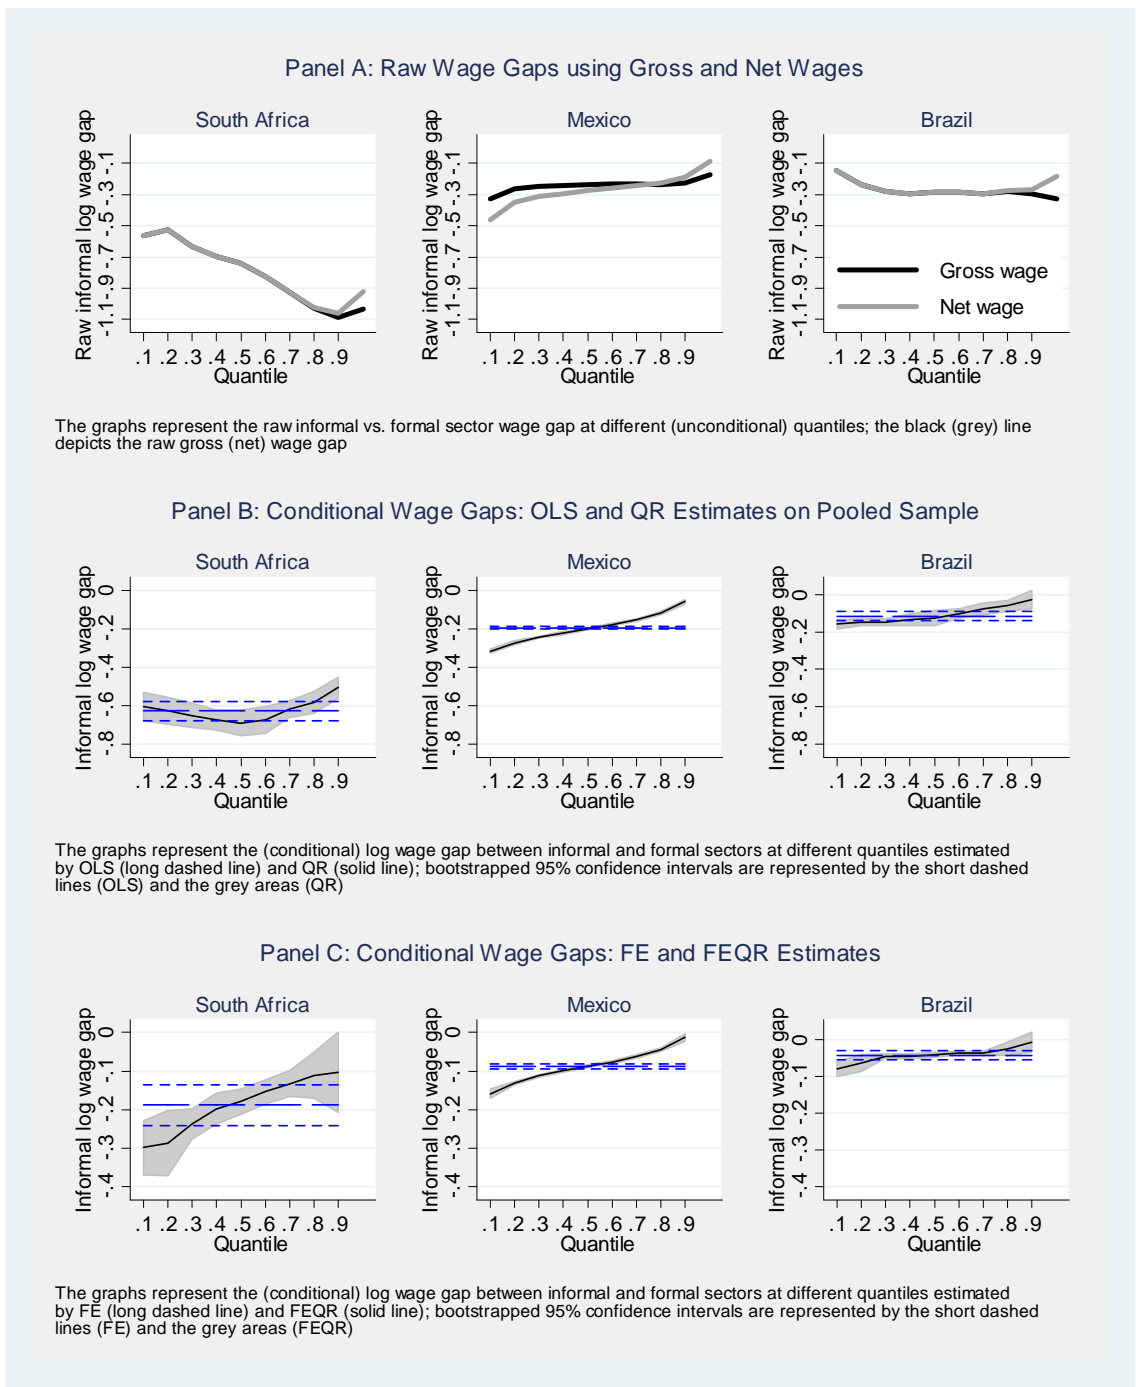 Panel A: Raw Wage Gaps using Gross and Net Wages
South Africa
Raw informal log wage gap
-.1
-.3
-.5
-.7
-.9
-1.1
.1 .2 .3 .4 .5 .6 .7 .8 .9
Quantile
Mexico
Raw informal log wage gap
-.1
-.3
-.5
-.7
-.9
-1.1
.1 .2 .3 .4 .5 .6 .7 .8 .9
Quantile
Brazil
Raw informal log wage gap
-.1
-.3
-.5
-.7
-.9
-1.1
Gross wage
Net wage
.1 .2 .3 .4 .5 .6 .7 .8 .9
Quantile
The graphs represent the raw informal vs. formal sector wage gap at different (unconditional) quantiles; the black (grey) line
depicts the raw gross (net) wage gap
Panel B: Conditional Wage Gaps: OLS and QR Estimates on Pooled Sample
South Africa
Informal log wage gap
0
-.2
-.4
-.6
-.8
.1 .2 .3 .4 .5 .6 .7 .8 .9
Quantile
Mexico
Informal log wage gap
0
-.2
-.4
-.6
-.8
.1 .2 .3 .4 .5 .6 .7 .8 .9
Quantile
Brazil
Informal log wage gap
0
-.2
-.4
-.6
-.8
.1 .2 .3 .4 .5 .6 .7 .8 .9
Quantile
The graphs represent the (conditional) log wage gap between informal and formal sectors at different quantiles estimated
by OLS (long dashed line) and QR (solid line); bootstrapped 95% confidence intervals are represented by the short dashed
lines (OLS) and the grey areas (QR)
Panel C: Conditional Wage Gaps: FE and FEQR Estimates
South Africa
Informal log wage gap
0
-.1
-.2
-.3
-.4
.1 .2 .3 .4 .5 .6 .7 .8 .9
Quantile
Mexico
Informal log wage gap
0
-.1
-.2
-.3
-.4
.1 .2 .3 .4 .5 .6 .7 .8 .9
Quantile
Brazil
Informal log wage gap
0
-.1
-.2
-.3
-.4
.1 .2 .3 .4 .5 .6 .7 .8 .9
Quantile
The graphs represent the (conditional) log wage gap between informal and formal sectors at different quantiles estimated
by FE (long dashed line) and FEQR (solid line); bootstrapped 95% confidence intervals are represented by the short dashed
lines (FE) and the grey areas (FEQR)